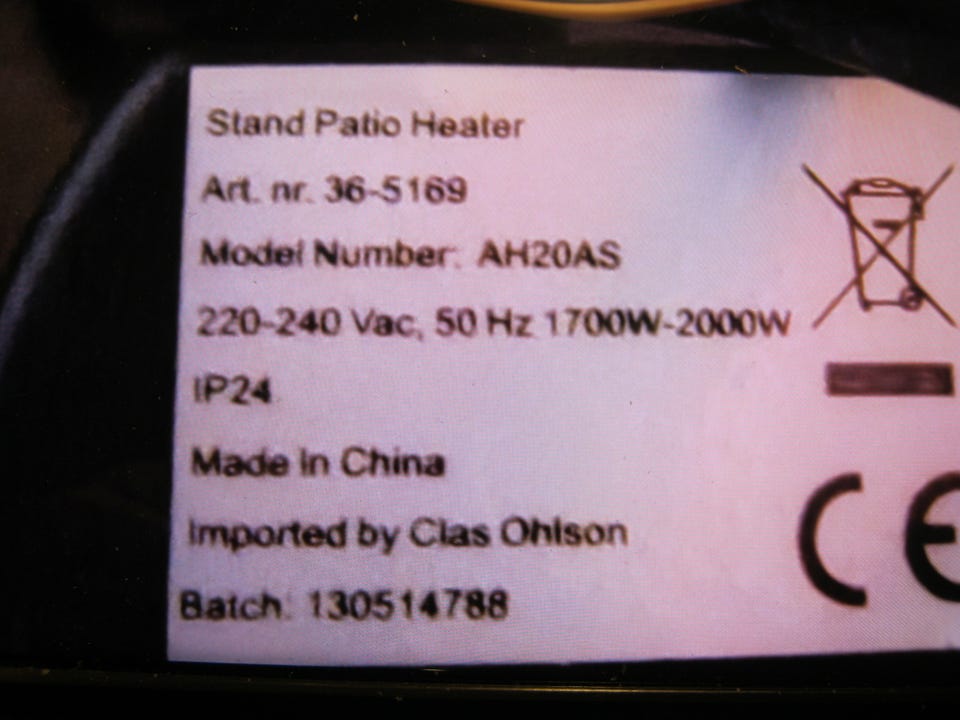 Stand Patio Heater
Art. nr. 36-5169
Model Number: AH20AS
220-240 Vac, 50 Hz 1700W-2000W
IP24
Made In China
Imported by Clas Ohlson
Batch: 130514788
CE